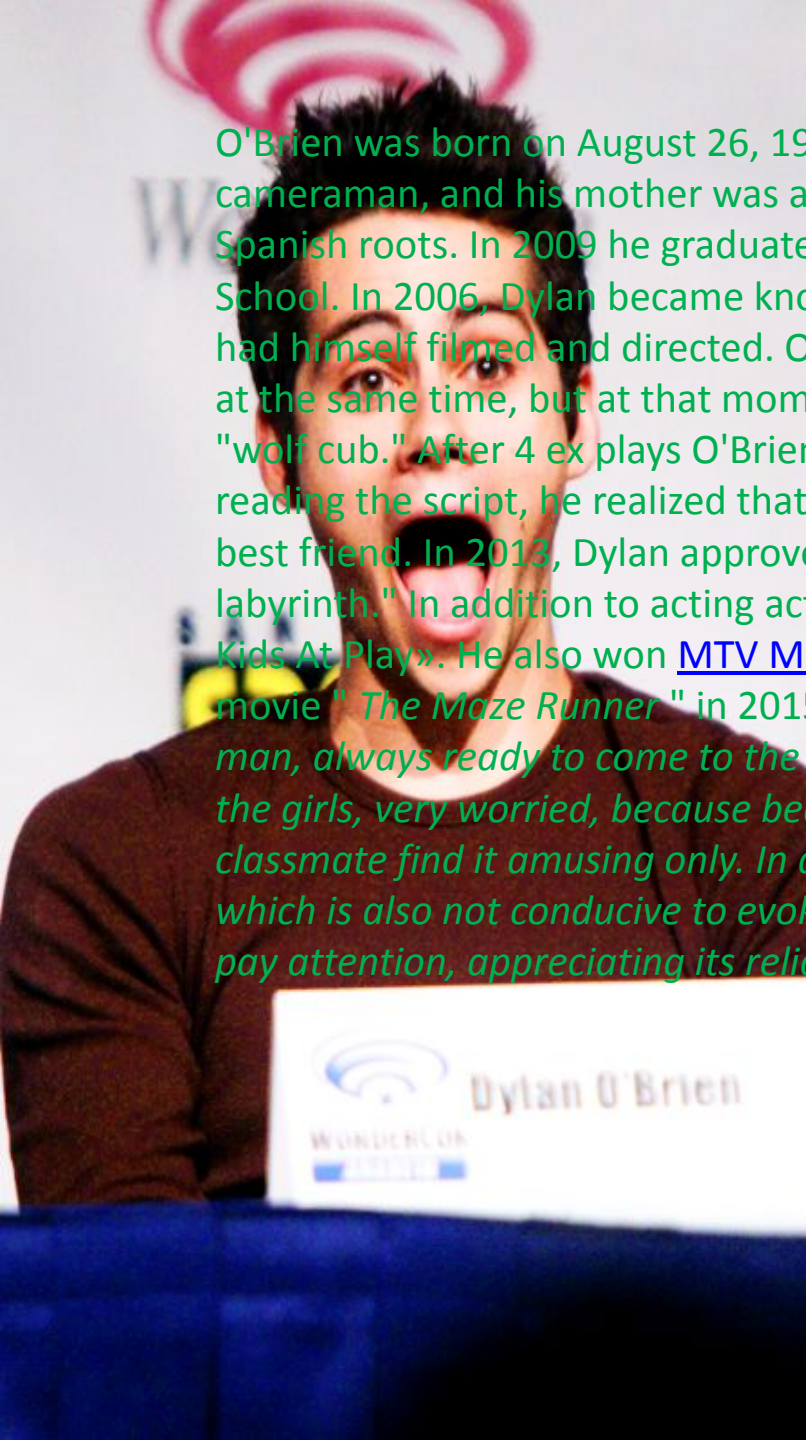 O'Brien was born on August 26, 19
cameraman, and his mother was a
Spanish roots. In 2009 he graduate
School. In 2006, Dylan became kno
had himself filmed and directed. O
at the same time, but at that mom
"wolf cub." After 4 ex plays O'Brien
reading the script, he realized that
best friend. In 2013, Dylan approve
labyrinth." In addition to acting act
Kids At Play». He also won MTV M
movie " The Maze Runner " in 2015
man, always ready to come to the
the girls, very worried, because bec
classmate find it amusing only. In a
which is also not conducive to evok
pay attention, appreciating its relia
Dylan O'Brien
WONDERCON